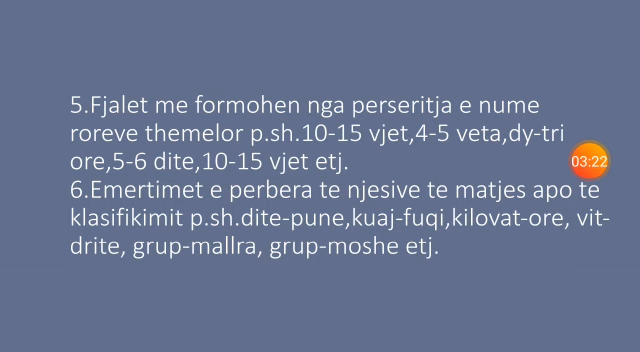 5.Fjalet me formohen nga perseritja e nume
roreve themelor p.sh.10-15 vjet,4-5 veta,dy-tri
ore,5-6 dite,10-15 vjet etj.
03:22
6.Emertimet e perbera te njesive te matjes apo te
klasifikimit p.sh.dite-pune,kuaj-fuqi,kilovat-ore, vit-
drite, grup-mallra, grup-moshe etj.